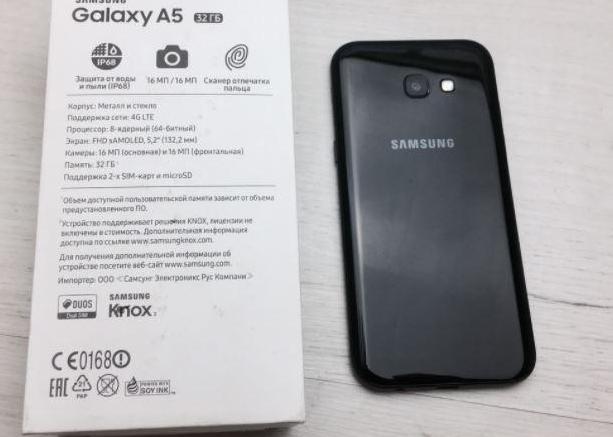 SAMSUNG
Galaxy A5 32 ГБ
IP68
Защита от воды
и пыли (IP68)
16 МП / 16 МП
Сканер отпечатка
пальца
Корпус: Металл и стекло
Поддержка сети: 4G LTE
Процессор: 8-ядерный (64-битный)
Экран: FHD sAMOLED, 5,2" (132,2 мм)
Камеры: 16 МП (основная) и 16 МП (фронтальная)
Память: 32 ГБ
Поддержка 2-х SIM-карт и microSD
Объем доступной пользовательской памяти зависит от объема
предустановленного ПО.
Устройство поддерживает решения KNOX, лицензии не
включены в стоимость. Дополнительная информация
доступна по ссылке www.samsungknox.com.
Для получения дополнительной информации об
устройстве посетите веб-сайт www.samsung.com.
Импортер: ООО <Самсунг Электроникс Рус Компани>
DUOS
Dual SIM
SAMSUNG
Knox
CE0168
EAC
21
PAP
PRINTED WITH
SOY INK
SAMSUNG